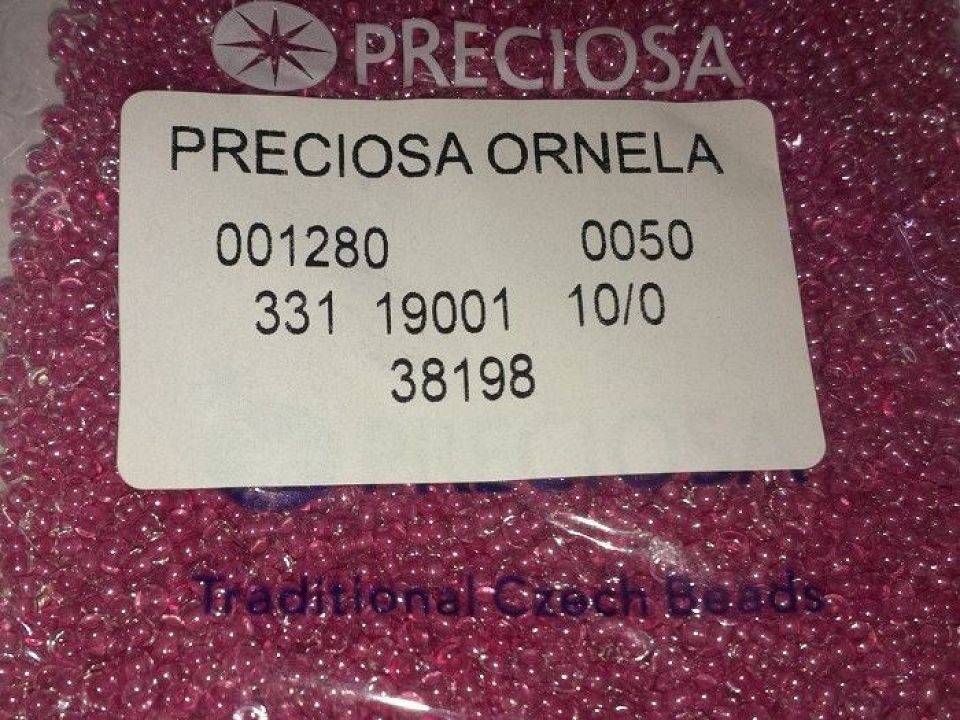 PRECIOSA
PRECIOSA ORNELA
001280 0050
331 19001 10/0
38198
Traditional Czech Beads